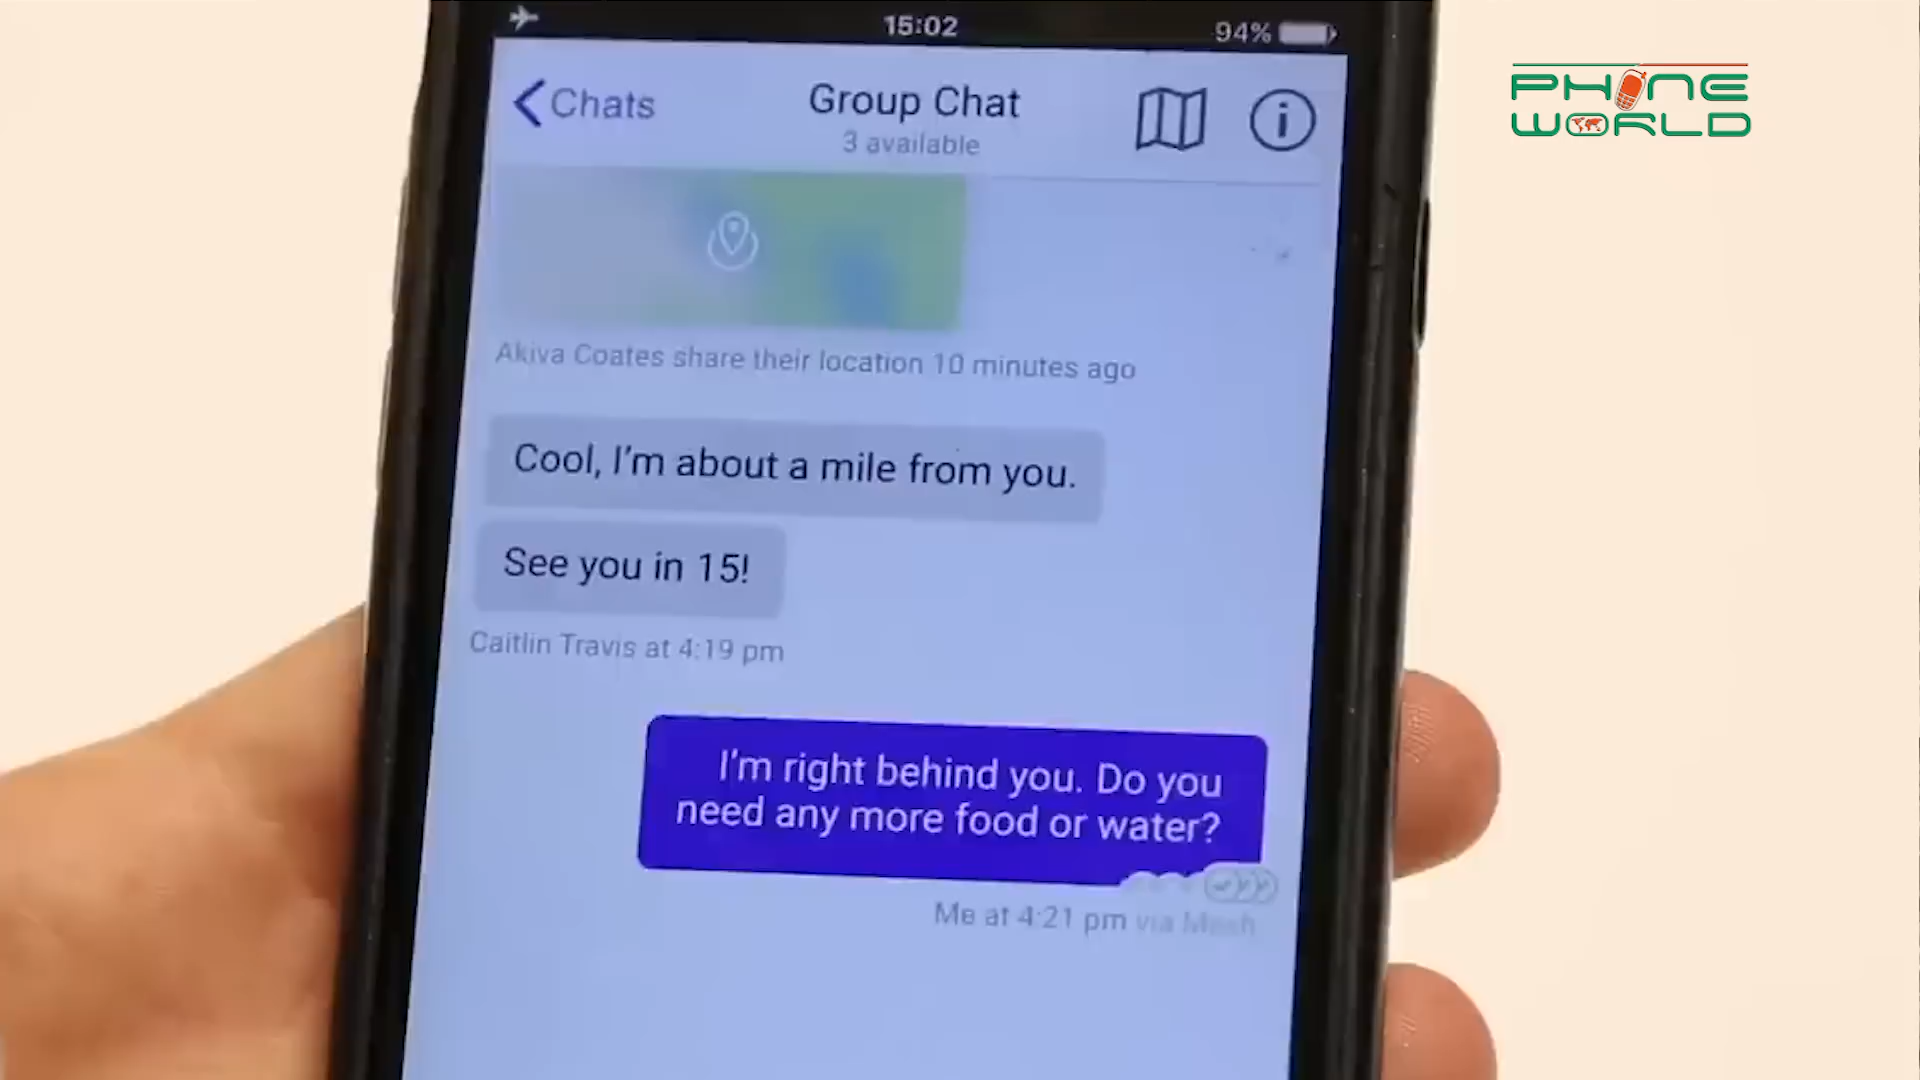 15:02
94%
PHONE
WORLD
Chats
Group Chat
3 available
Akiva Coates share their location 10 minutes ago
Cool, I'm about a mile from you.
See you in 15!
Caitlin Travis at 4:19 pm
I'm right behind you. Do you
need any more food or water?
Me at 4:21 pm via Mesh